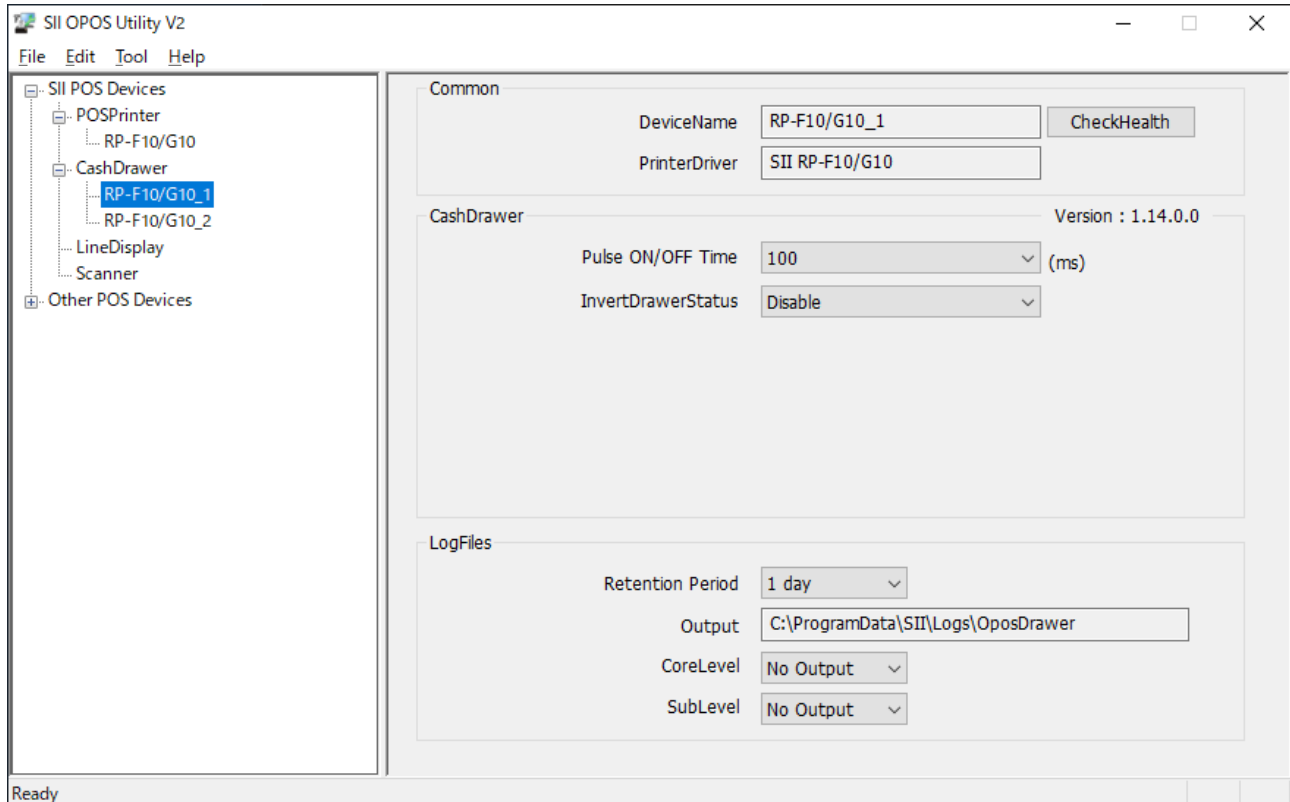 SII OPOS Utility V2
File Edit Tool Help
SII POS Devices
POSPrinter
RP-F10/G10
CashDrawer
RP-F10/G10_1
RP-F10/G10_2
LineDisplay
Scanner
Other POS Devices
Common
DeviceName RP-F10/G10_1 CheckHealth
PrinterDriver SII RP-F10/G10
CashDrawer Version : 1.14.0.0
Pulse ON/OFF Time 100 (ms)
InvertDrawerStatus Disable
LogFiles
Retention Period 1 day
Output C:\ProgramData\SII\Logs\OposDrawer
CoreLevel No Output
SubLevel No Output
Ready